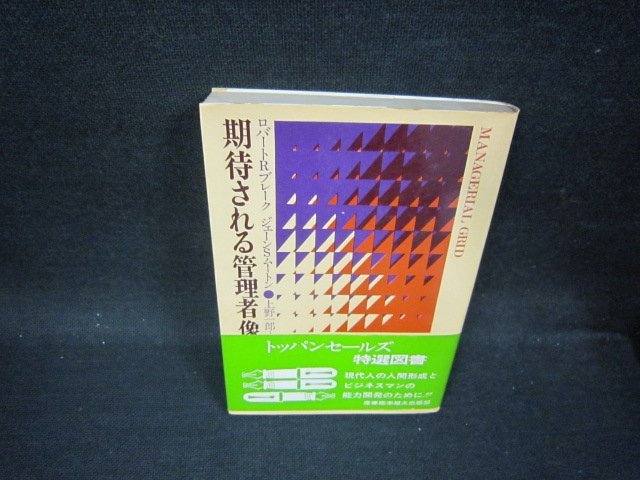 期待される管理者像
ロバートR.ブレーク ジェーンS.ムートン●上野一郎
MANAGERIAL GRID
トッパンセールズ
特選図書
現代人の人間形成と
ビジネスマンの
能力開発のために!!